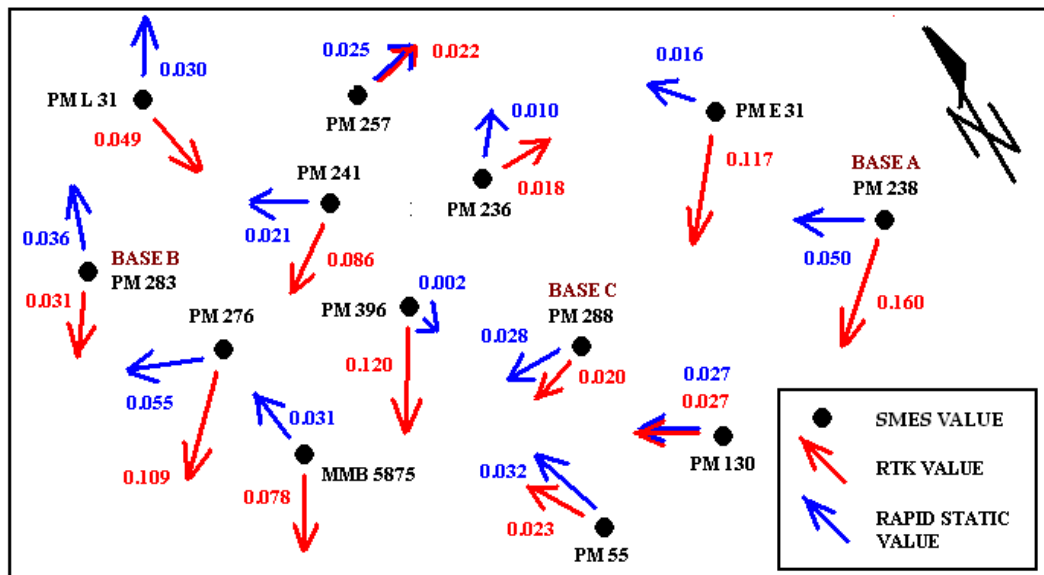 0.030
PM L 31
0.049
0.025
0.022
PM 257
0.010
0.018
PM 236
0.016
PM E 31
0.117
BASE A
PM 238
0.050
0.160
PM 241
0.021
0.086
0.036
BASE B
PM 283
0.031
PM 276
0.055
0.109
PM 396
0.002
0.120
BASE C
PM 288
0.028
0.020
0.031
MMB 5875
0.078
0.027
0.027
PM 130
0.032
0.023
PM 55
SMES VALUE
RTK VALUE
RAPID STATIC
VALUE